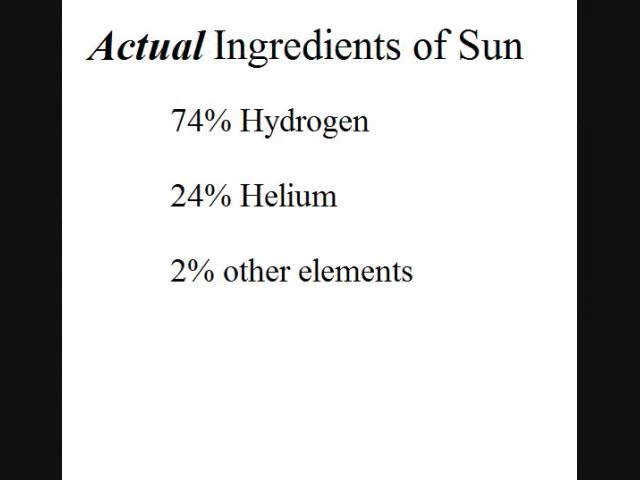 Actual Ingredients of Sun
74% Hydrogen
24% Helium
2% other elements